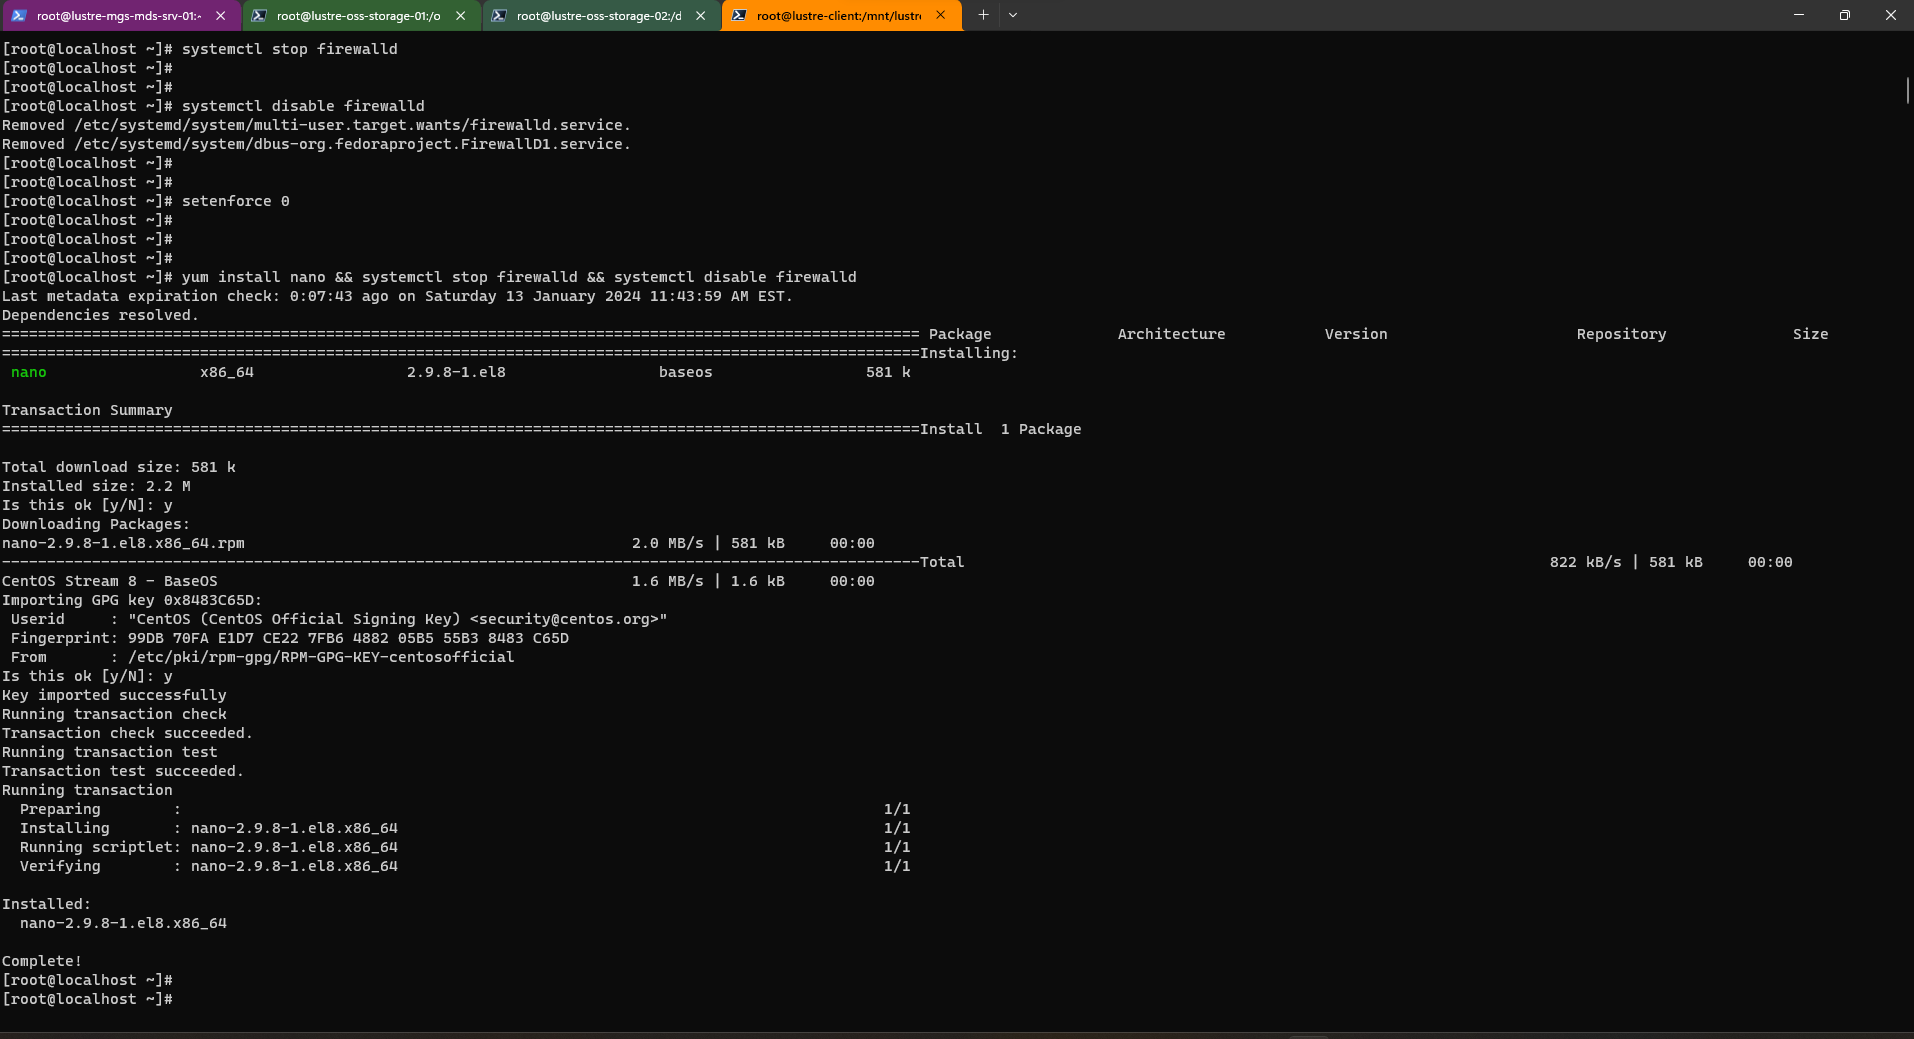 root@lustre-mgs-mds-srv-01:~
root@lustre-oss-storage-01:/o
root@lustre-oss-storage-02:/d
root@lustre-client:/mnt/lustre
[root@localhost ~]# systemctl stop firewalld
[root@localhost ~]#
[root@localhost ~]#
[root@localhost ~]# systemctl disable firewalld
Removed /etc/systemd/system/multi-user.target.wants/firewalld.service.
Removed /etc/systemd/system/dbus-org.fedoraproject.FirewallD1.service.
[root@localhost ~]#
[root@localhost ~]#
[root@localhost ~]# setenforce 0
[root@localhost ~]#
[root@localhost ~]#
[root@localhost ~]#
[root@localhost ~]# yum install nano && systemctl stop firewalld && systemctl disable firewalld
Last metadata expiration check: 0:07:43 ago on Saturday 13 January 2024 11:43:59 AM EST.
Dependencies resolved.
====================================================================================================== Package              Architecture           Version                     Repository              Size
======================================================================================================Installing:
 nano                 x86_64                 2.9.8-1.el8                 baseos                 581 k

Transaction Summary
======================================================================================================Install  1 Package

Total download size: 581 k
Installed size: 2.2 M
Is this ok [y/N]: y
Downloading Packages:
nano-2.9.8-1.el8.x86_64.rpm                                           2.0 MB/s | 581 kB     00:00
------------------------------------------------------------------------------------------------------Total                                                                 822 kB/s | 581 kB     00:00
CentOS Stream 8 - BaseOS                                              1.6 MB/s | 1.6 kB     00:00
Importing GPG key 0x8483C65D:
 Userid     : "CentOS (CentOS Official Signing Key) <security@centos.org>"
 Fingerprint: 99DB 70FA E1D7 CE22 7FB6 4882 05B5 55B3 8483 C65D
 From       : /etc/pki/rpm-gpg/RPM-GPG-KEY-centosofficial
Is this ok [y/N]: y
Key imported successfully
Running transaction check
Transaction check succeeded.
Running transaction test
Transaction test succeeded.
Running transaction
  Preparing        :                                                                              1/1
  Installing       : nano-2.9.8-1.el8.x86_64                                                      1/1
  Running scriptlet: nano-2.9.8-1.el8.x86_64                                                      1/1
  Verifying        : nano-2.9.8-1.el8.x86_64                                                      1/1

Installed:
  nano-2.9.8-1.el8.x86_64

Complete!
[root@localhost ~]#
[root@localhost ~]#